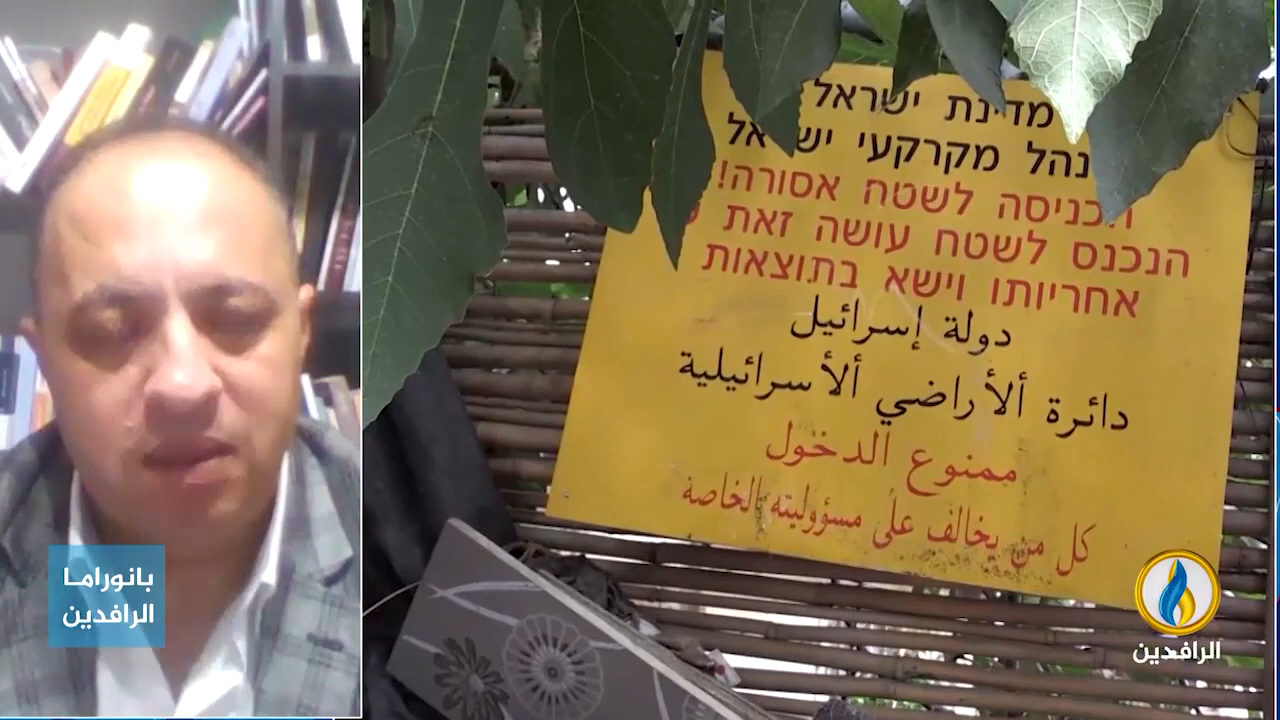 מדינת ישראל
נהל מקרקעי ישראל
הכניסה לשטח אסורה!
הנכנס לשטח עושה זאת
אחריותו וישא בתוצאות
دولة إسرائيل
دائرة ألأراضي ألأسرائيلية
ممنوع الدخول
كل من يخالف على مسؤوليته الخاصة
بانوراما
الرافدين
الرافدين